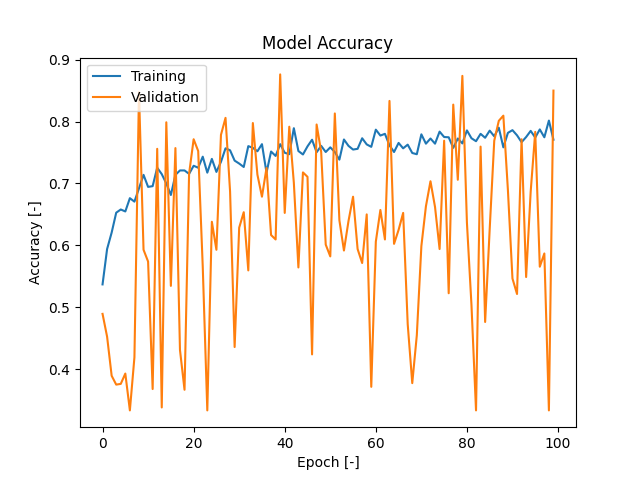 Model Accuracy
Training
Validation
0.9
0.8
0.7
0.6
0.5
0.4
Accuracy [-]
0 20 40 60 80 100
Epoch [-]